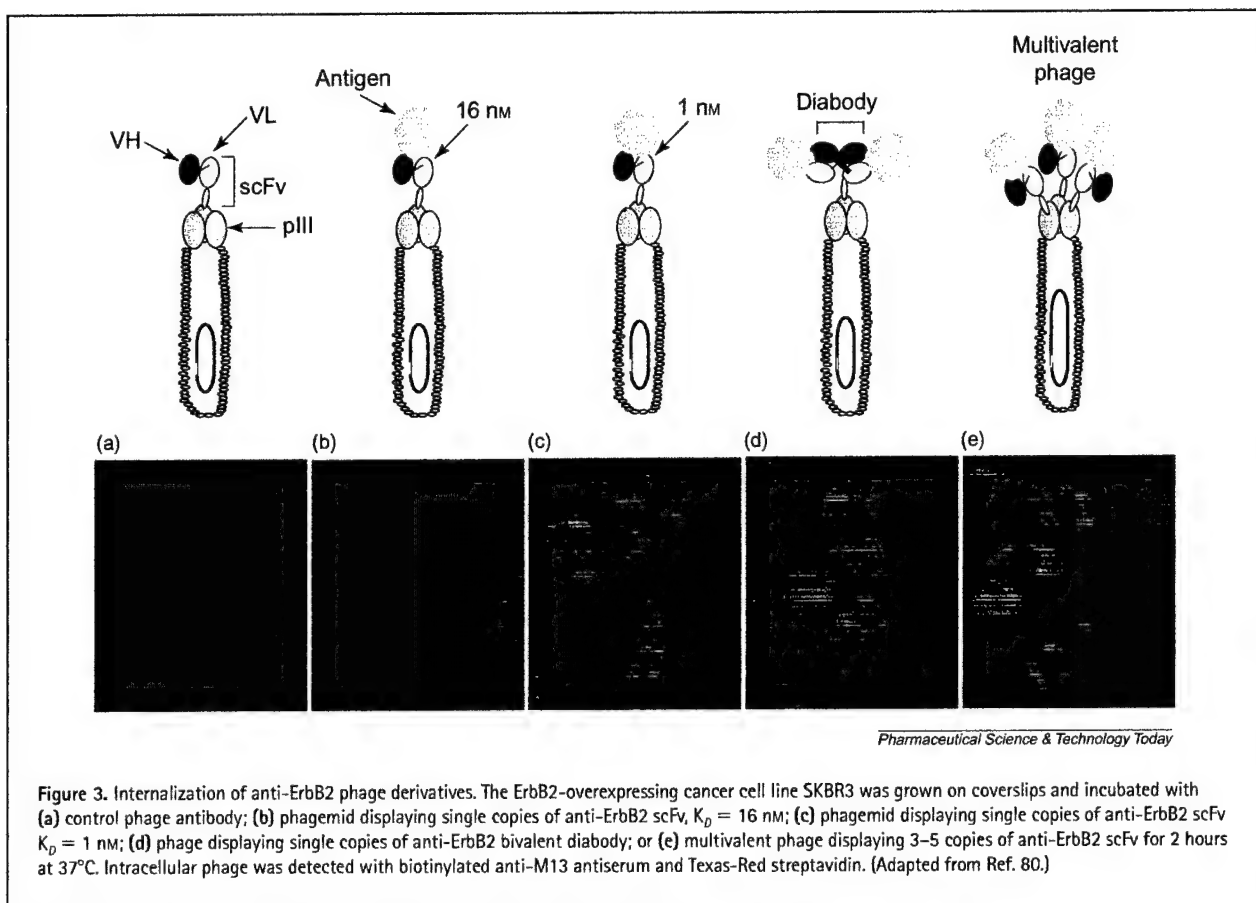 Multivalent
phage
Antigen
Diabody
16 nM
1 nM
VL
VH
scFv
pIII
(a)
(b)
(c)
(d)
(e)
Pharmaceutical Science & Technology Today
Figure 3. Internalization of anti-ErbB2 phage derivatives. The ErbB2-overexpressing cancer cell line SKBR3 was grown on coverslips and incubated with
(a) control phage antibody; (b) phagemid displaying single copies of anti-ErbB2 scFv, KD = 16 nM; (c) phagemid displaying single copies of anti-ErbB2 scFv
KD = 1 nM; (d) phage displaying single copies of anti-ErbB2 bivalent diabody; or (e) multivalent phage displaying 3–5 copies of anti-ErbB2 scFv for 2 hours
at 37°C. Intracellular phage was detected with biotinylated anti-M13 antiserum and Texas-Red streptavidin. (Adapted from Ref. 80.)